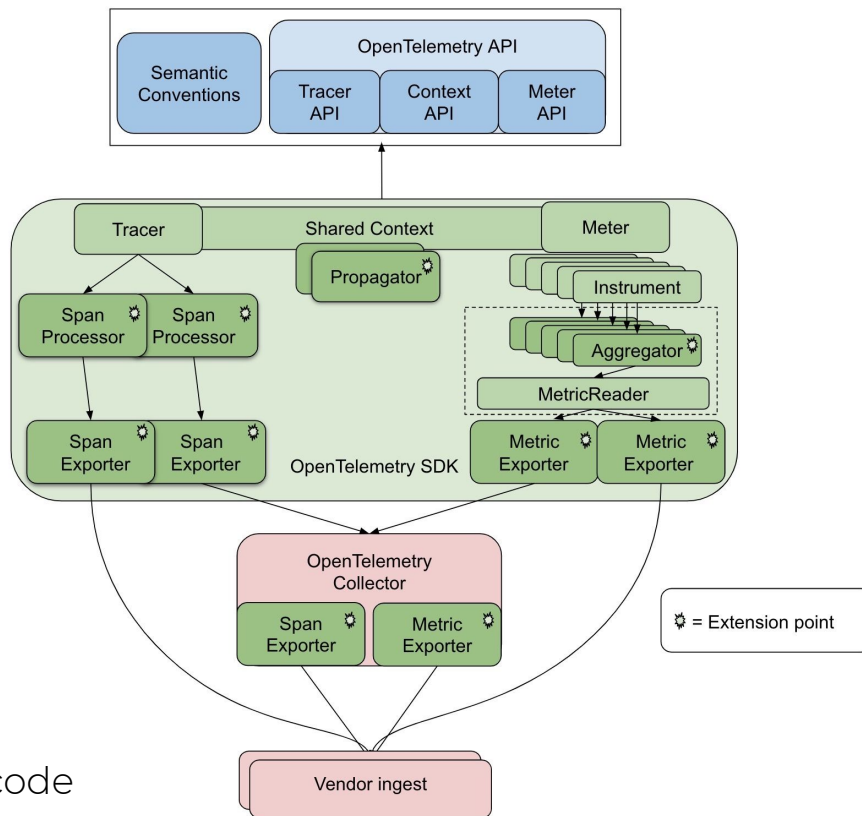 OpenTelemetry API
Semantic
Conventions
Tracer
API
Context
API
Meter
API
Tracer
Shared Context
Meter
Propagator
Instrument
Span
Processor
Span
Processor
Aggregator
MetricReader
Span
Exporter
Span
Exporter
OpenTelemetry SDK
Metric
Exporter
Metric
Exporter
OpenTelemetry
Collector
Span
Exporter
Metric
Exporter
= Extension point
code
Vendor ingest